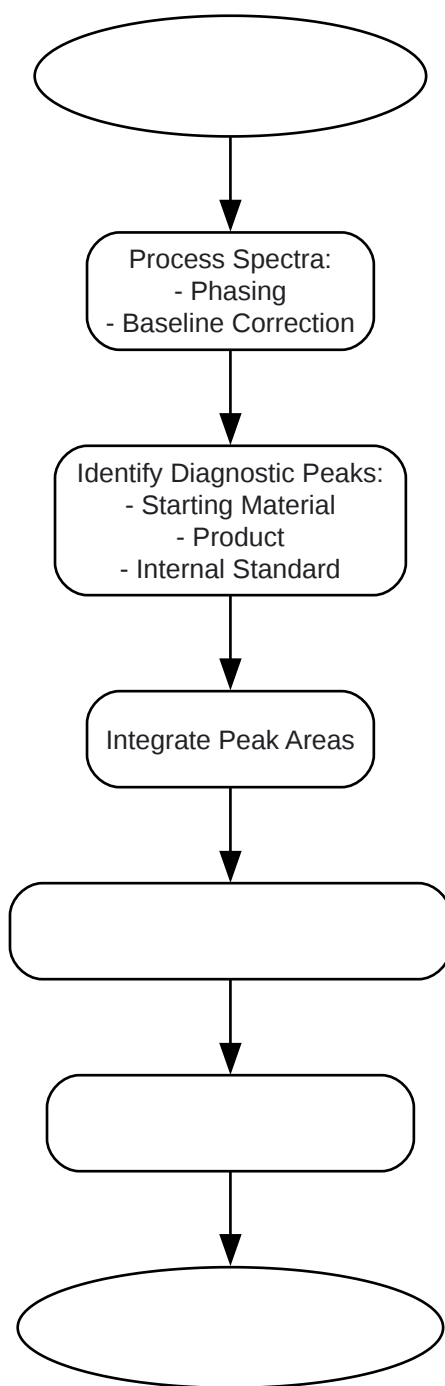 Process Spectra:
- Phasing
- Baseline Correction
Identify Diagnostic Peaks:
- Starting Material
- Product
- Internal Standard
Integrate Peak Areas